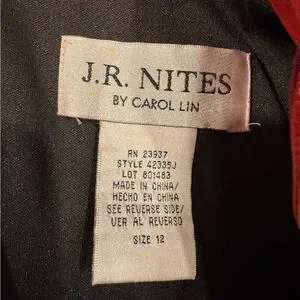 J.R. NITES
BY CAROL LIN
RN 23937
STYLE 42335J
LOT 801483
MADE IN CHINA/
HECHO EN CHINA
SEE REVERSE SIDE/
VER AL REVERSO
SIZE 12